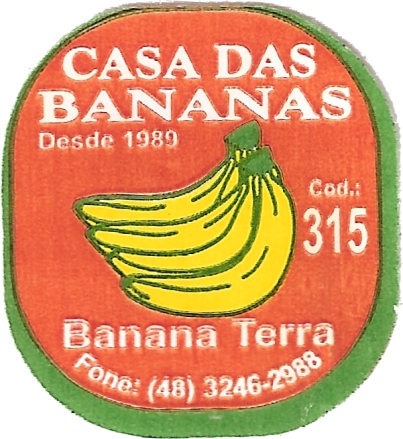 CASA DAS
BANANAS
Desde 1989
Cod.:
315
Banana Terra
Fone: (48) 3246-2988